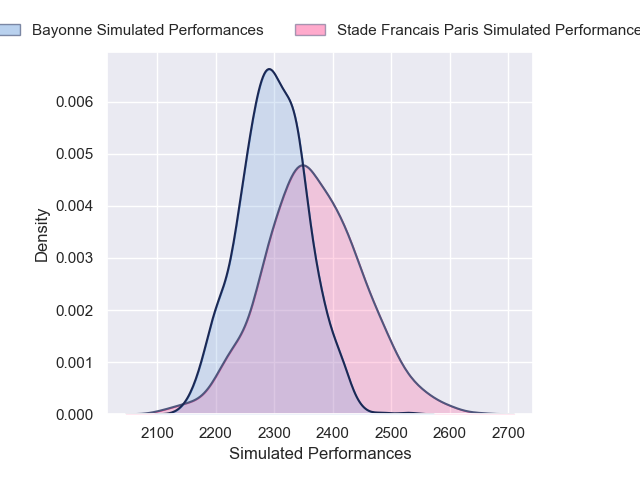 Bayonne Simulated Performances Stade Francais Paris Simulated Performance
0.006
0.005
0.004
0.003
0.002
0.001
0.000
Density
2100 2200 2300 2400 2500 2600 2700
Simulated Performances